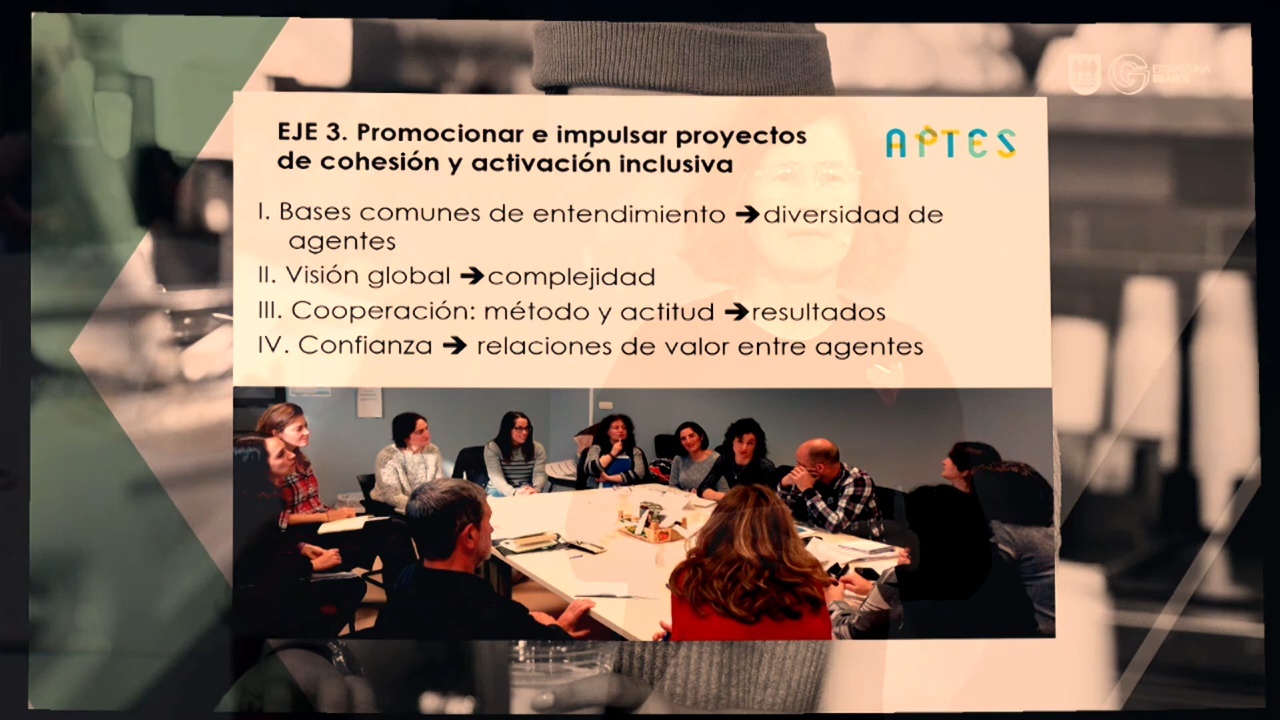 EJE 3. Promocionar e impulsar proyectos
de cohesión y activación inclusiva
APTES
I. Bases comunes de entendimiento ➔diversidad de
agentes
II. Visión global ➔complejidad
III. Cooperación: método y actitud ➔resultados
IV. Confianza ➔ relaciones de valor entre agentes